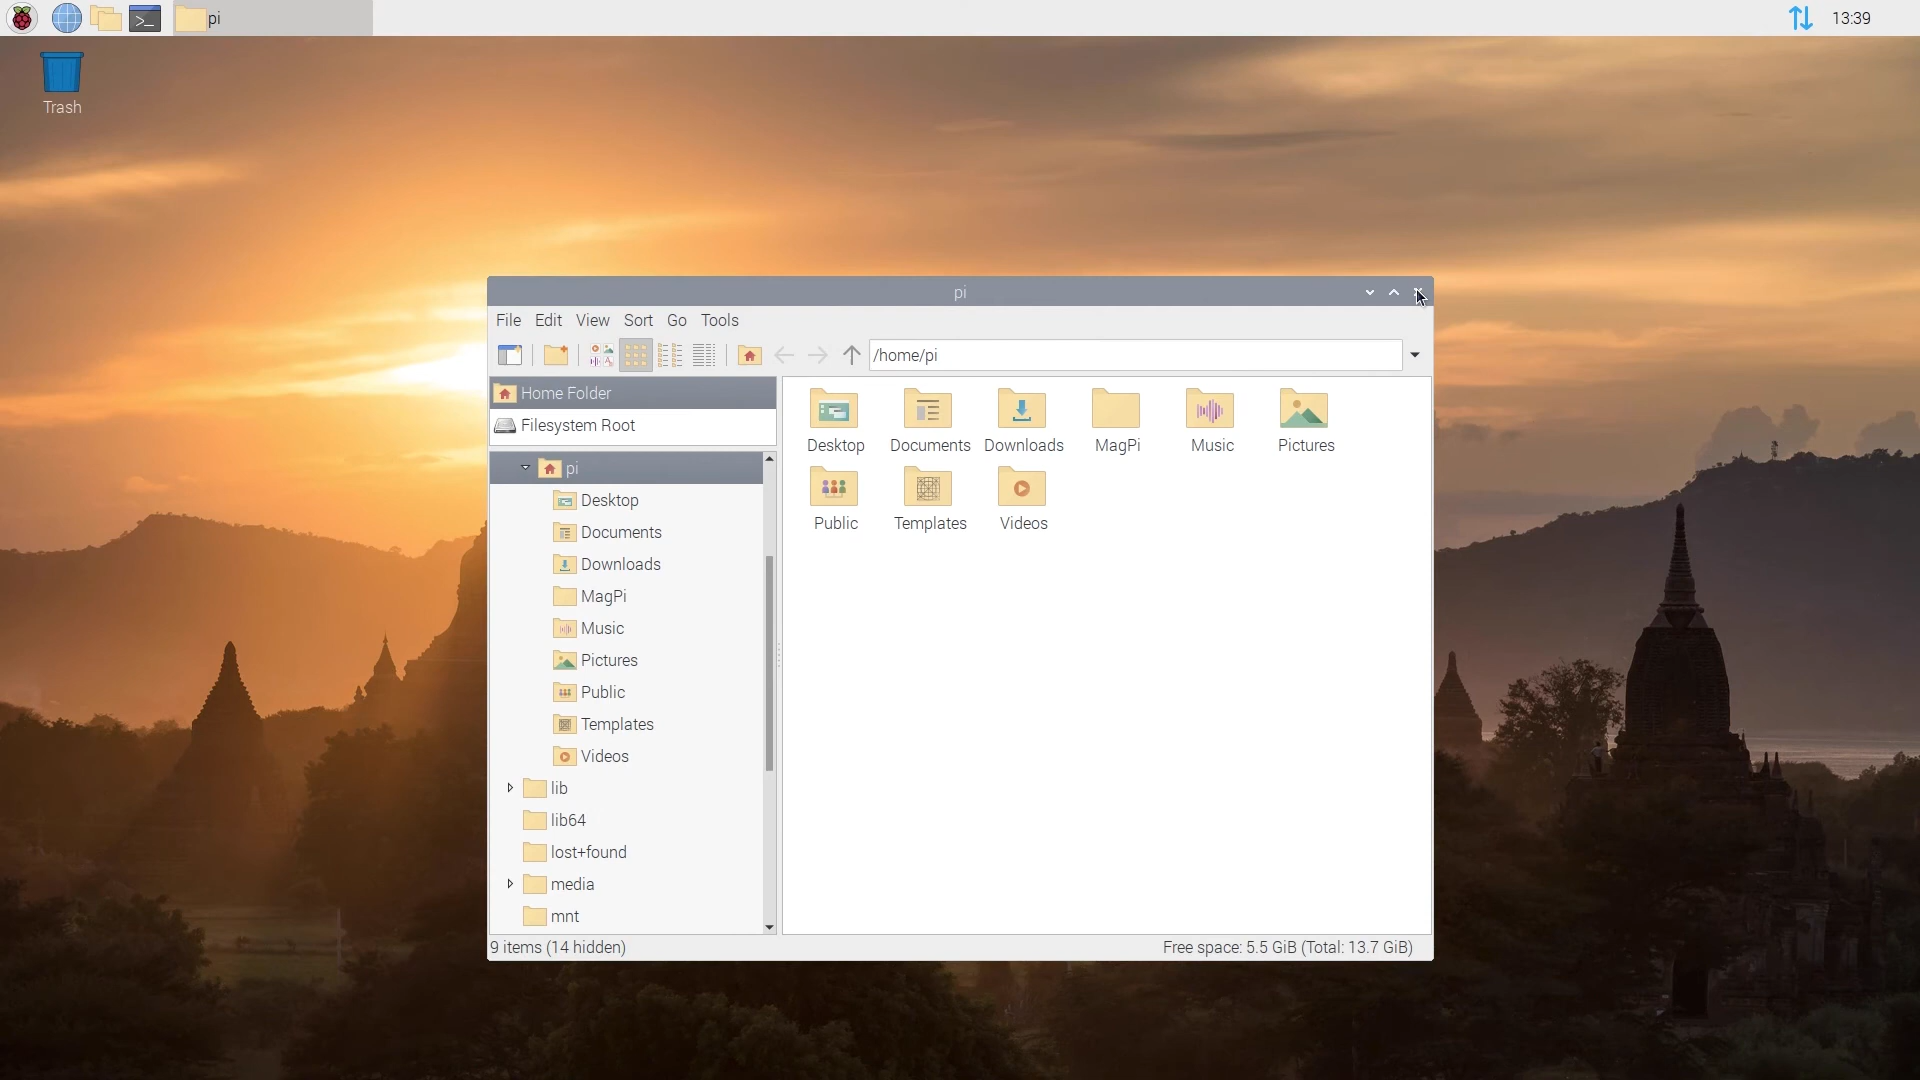 pi
13:39
Trash
pi
File Edit View Sort Go Tools
/home/pi
Home Folder
Filesystem Root
pi
Desktop
Documents
Downloads
MagPi
Music
Pictures
Public
Templates
Videos
lib
lib64
lost+found
media
mnt
Desktop Documents Downloads MagPi Music Pictures
Public Templates Videos
9 items (14 hidden)
Free space: 5.5 GiB (Total: 13.7 GiB)